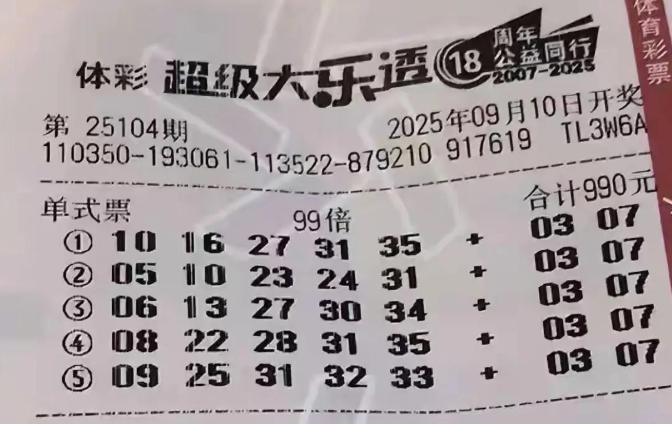 体彩 超级大乐透 18 周年 公益同行 2007-2025
第 25104期 2025年09月10日开奖
110350-193061-113522-879210 917619 TL3W6A
单式票 99倍 合计990元
① 10 16 27 31 35 + 03 07
② 05 10 23 24 31 + 03 07
③ 06 13 27 30 34 + 03 07
④ 08 22 28 31 35 + 03 07
⑤ 09 25 31 32 33 + 03 07
体育彩票